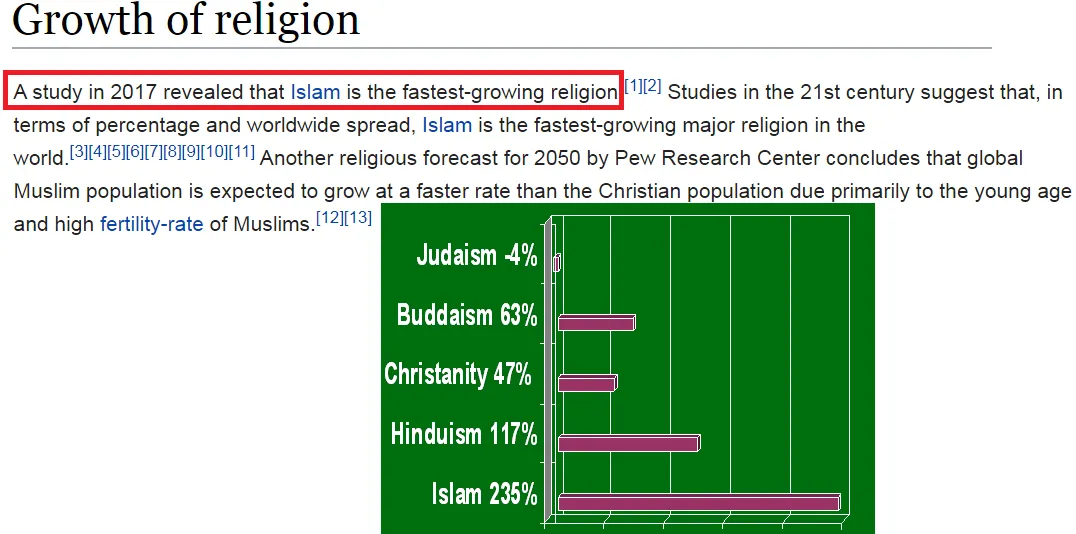 Growth of religion
A study in 2017 revealed that Islam is the fastest-growing religion [1][2] Studies in the 21st century suggest that, in
terms of percentage and worldwide spread, Islam is the fastest-growing major religion in the
world.[3][4][5][6][7][8][9][10][11] Another religious forecast for 2050 by Pew Research Center concludes that global
Muslim population is expected to grow at a faster rate than the Christian population due primarily to the young age
and high fertility-rate of Muslims.[12][13]
Judaism -4%
Buddaism 63%
Christanity 47%
Hinduism 117%
Islam 235%